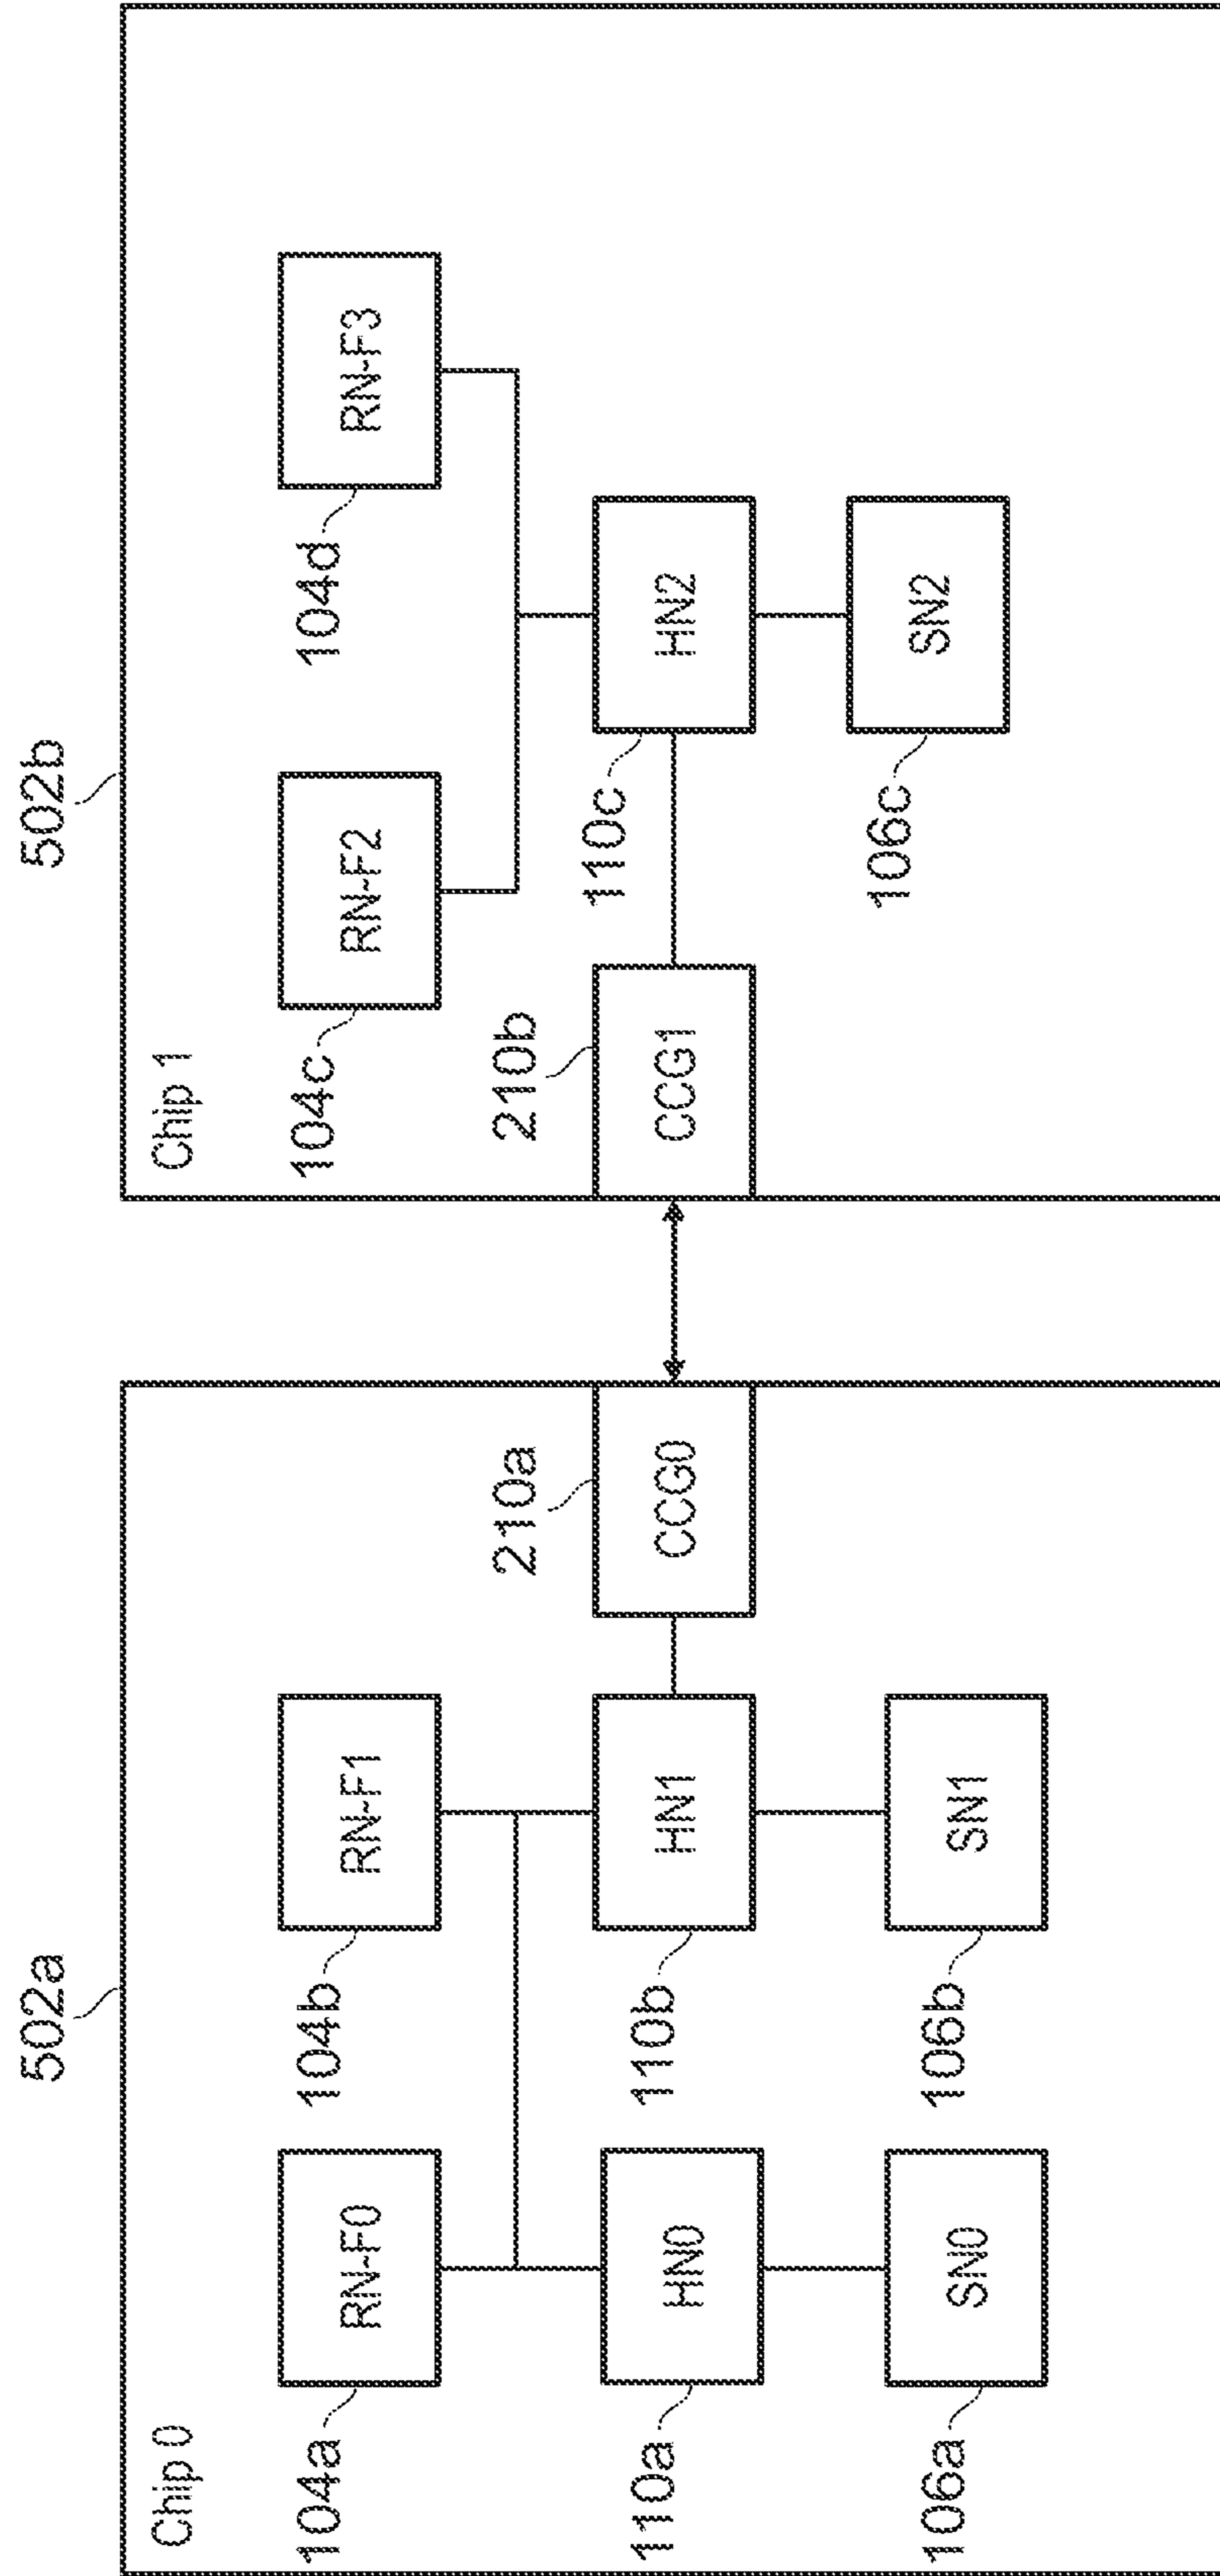 502a
502b
Chip 0
Chip 1
104a
RN-F0
104b
RN-F1
104c
RN-F2
104d
RN-F3
210a
210b
110a
HN0
110b
HN1
CCG0
CCG1
110c
HN2
106a
SN0
106b
SN1
106c
SN2